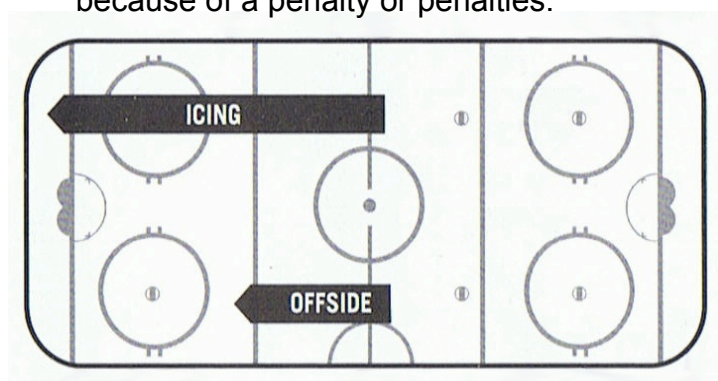 because of a penalty or penalties.
ICING
OFFSIDE